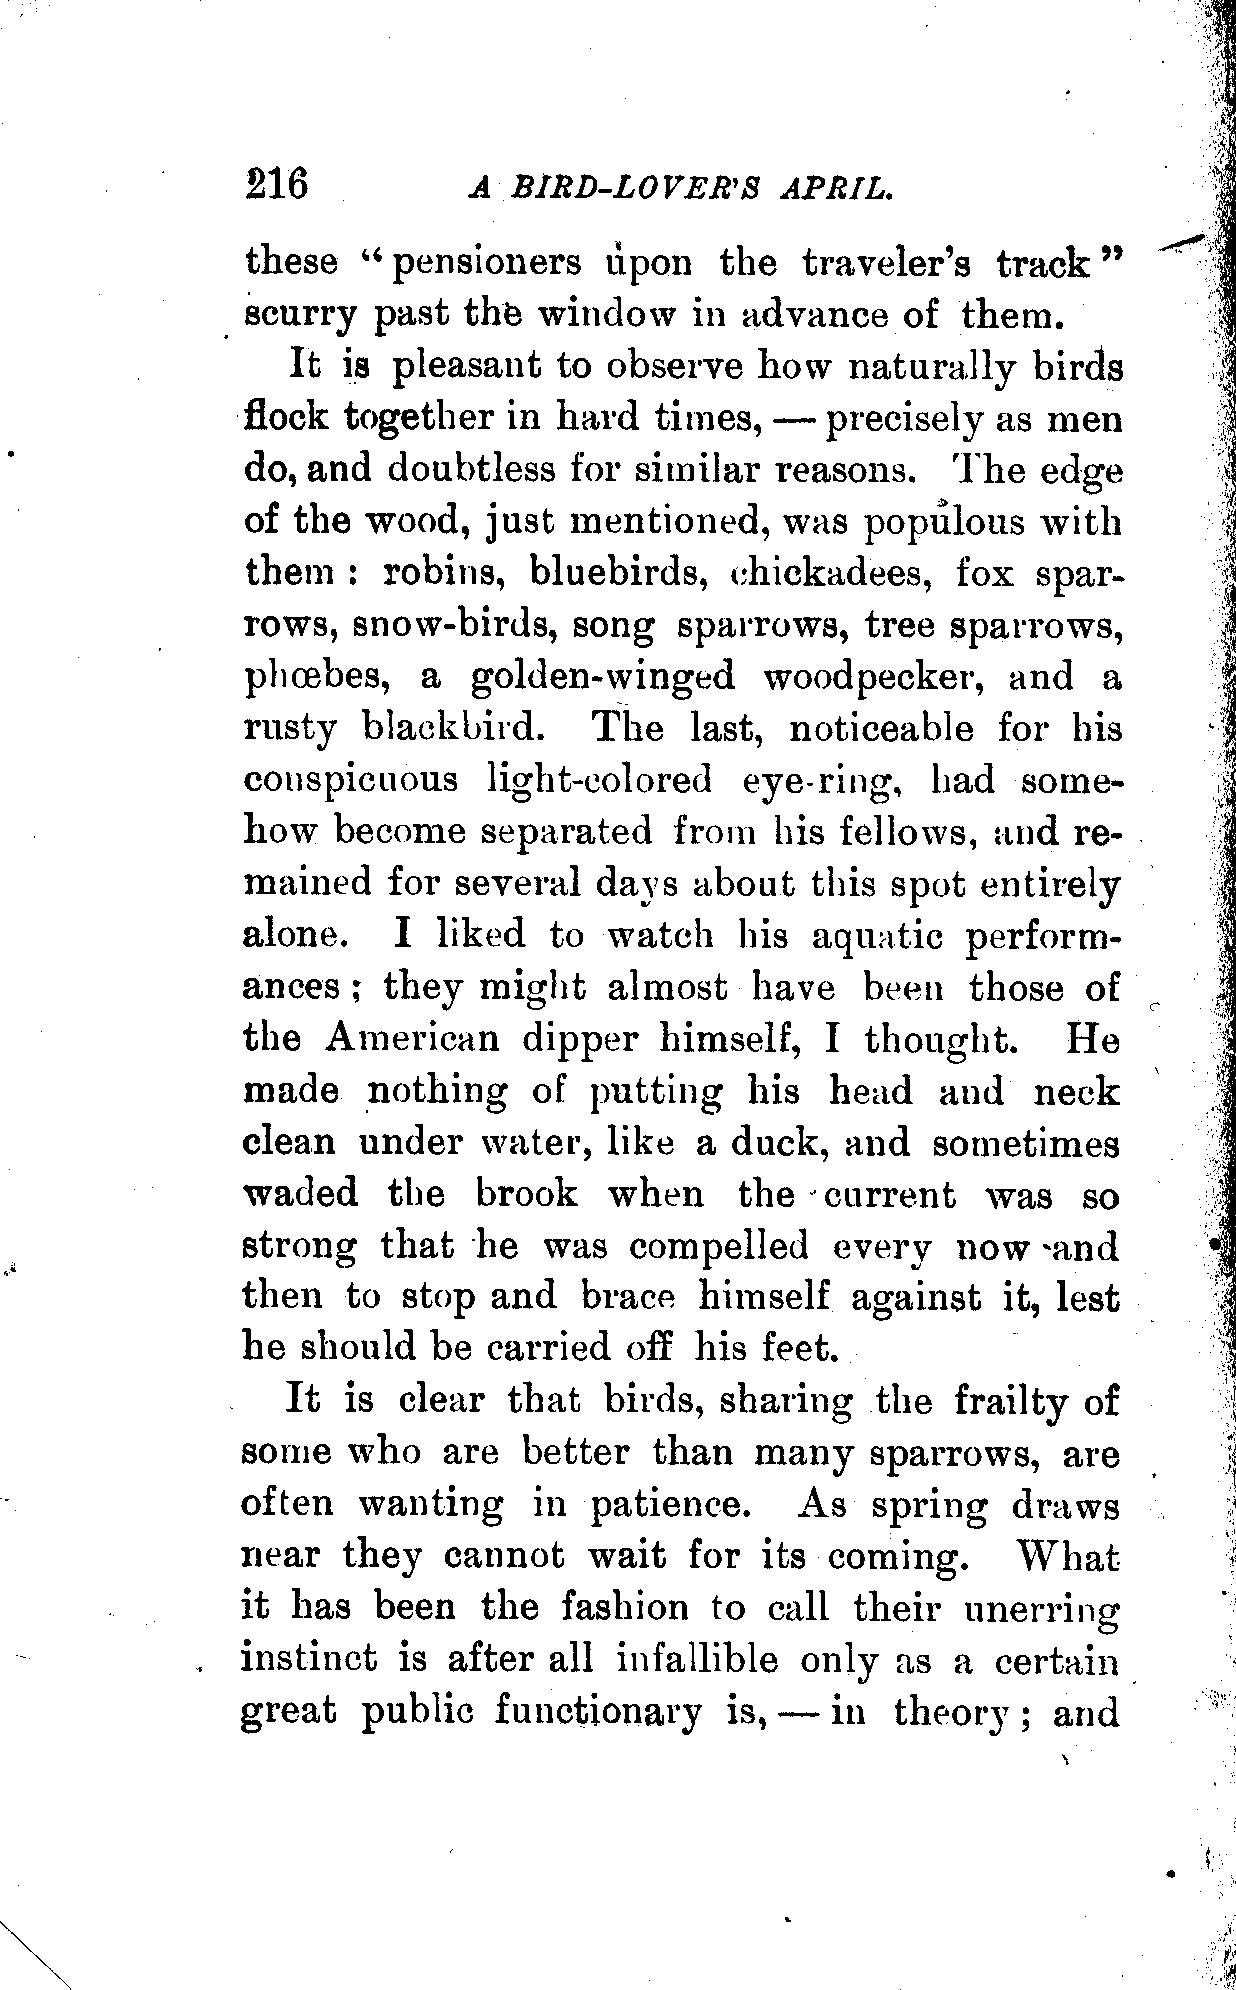 216 A BIRD-LOVER'S APRIL.
these "pensioners upon the traveler's track"
scurry past the window in advance of them.
It is pleasant to observe how naturally birds
flock together in hard times, — precisely as men
do, and doubtless for similar reasons. The edge
of the wood, just mentioned, was populous with
them : robins, bluebirds, chickadees, fox spar-
rows, snow-birds, song sparrows, tree sparrows,
phœbes, a golden-winged woodpecker, and a
rusty blackbird. The last, noticeable for his
conspicuous light-colored eye-ring, had some-
how become separated from his fellows, and re-
mained for several days about this spot entirely
alone. I liked to watch his aquatic perform-
ances ; they might almost have been those of
the American dipper himself, I thought. He
made nothing of putting his head and neck
clean under water, like a duck, and sometimes
waded the brook when the current was so
strong that he was compelled every now and
then to stop and brace himself against it, lest
he should be carried off his feet.
It is clear that birds, sharing the frailty of
some who are better than many sparrows, are
often wanting in patience. As spring draws
near they cannot wait for its coming. What
it has been the fashion to call their unerring
instinct is after all infallible only as a certain
great public functionary is, — in theory ; and